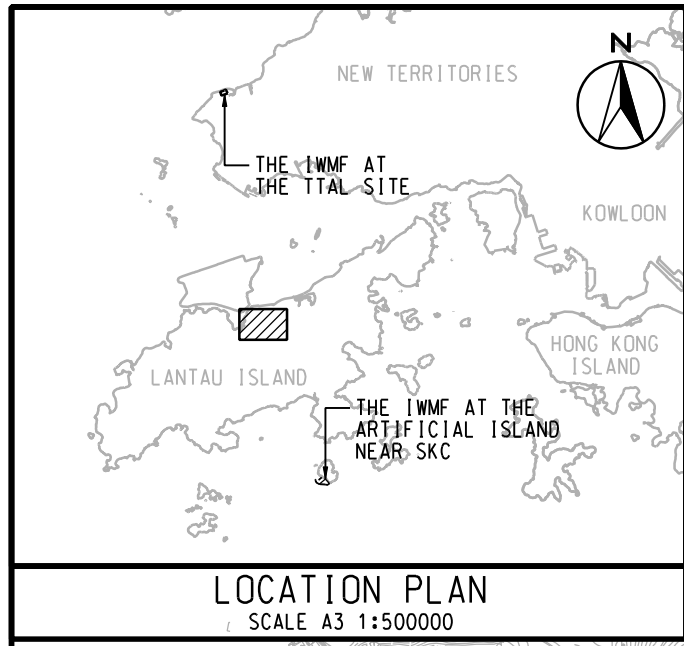 N
NEW TERRITORIES
THE IWMF AT
THE TTAL SITE
KOWLOON
HONG KONG
ISLAND
LANTAU ISLAND
THE IWMF AT THE
ARTIFICIAL ISLAND
NEAR SKC
LOCATION PLAN
SCALE A3 1:500000